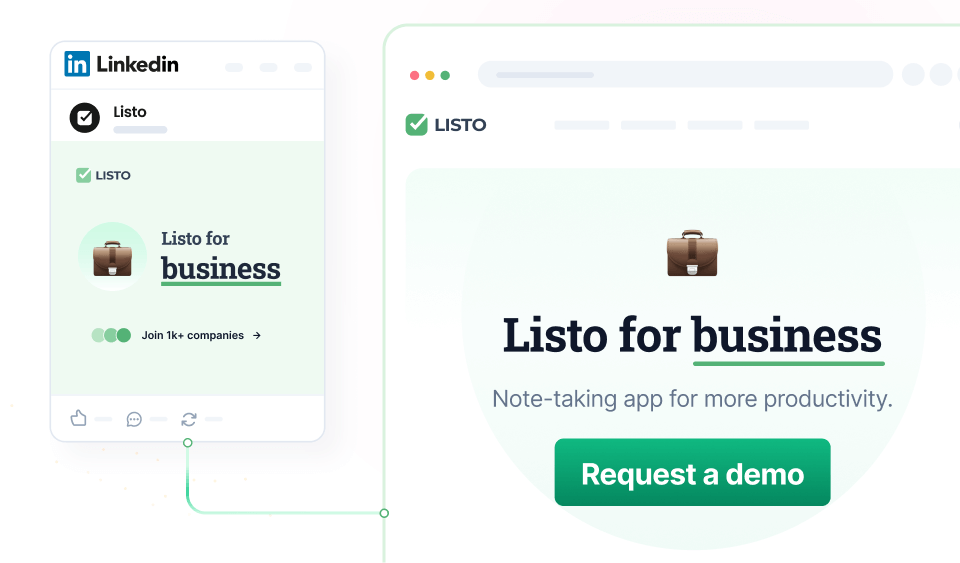 in Linkedin
Listo
LISTO
Listo for
business
Join 1k+ companies →
LISTO
Listo for business
Note-taking app for more productivity.
Request a demo